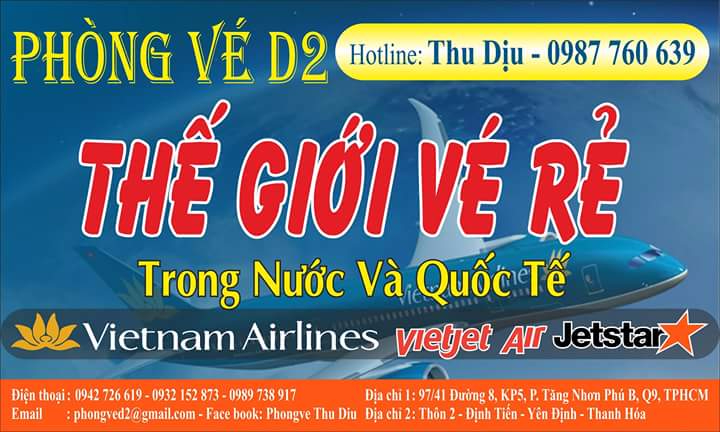 PHÒNG VÉ D2
Hotline: Thu Dịu - 0987 760 639
THẾ GIỚI VÉ RẺ
Trong Nước Và Quốc Tế
Vietnam Airlines
vietjet Air
Jetstar
Điện thoại : 0942 726 619 - 0932 152 873 - 0989 738 917
Email : phongved2@gmail.com - Face book: Phongve Thu Diu
Địa chỉ 1: 97/41 Đường 8, KP5, P. Tăng Nhơn Phú B, Q9, TPHCM
Địa chỉ 2: Thôn 2 - Định Tiến - Yên Định - Thanh Hóa